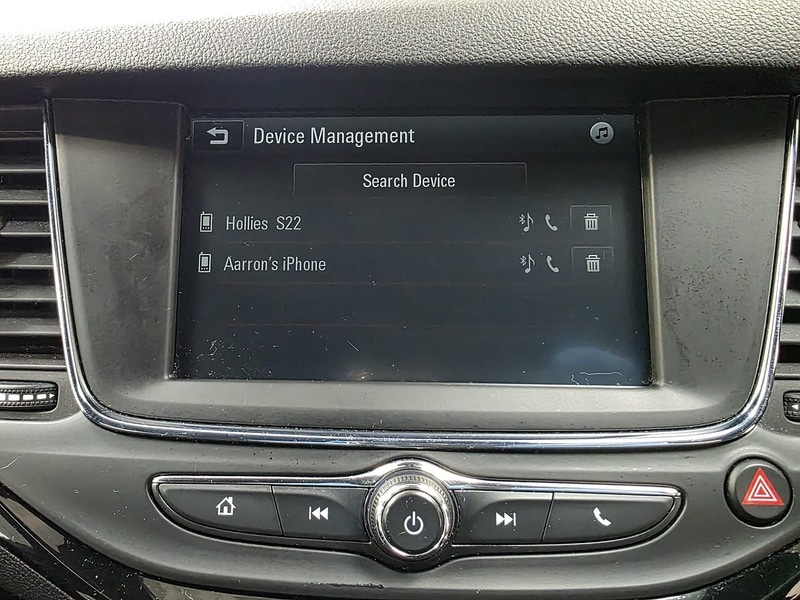 Device Management
Search Device
Hollies S22
Aarron's iPhone